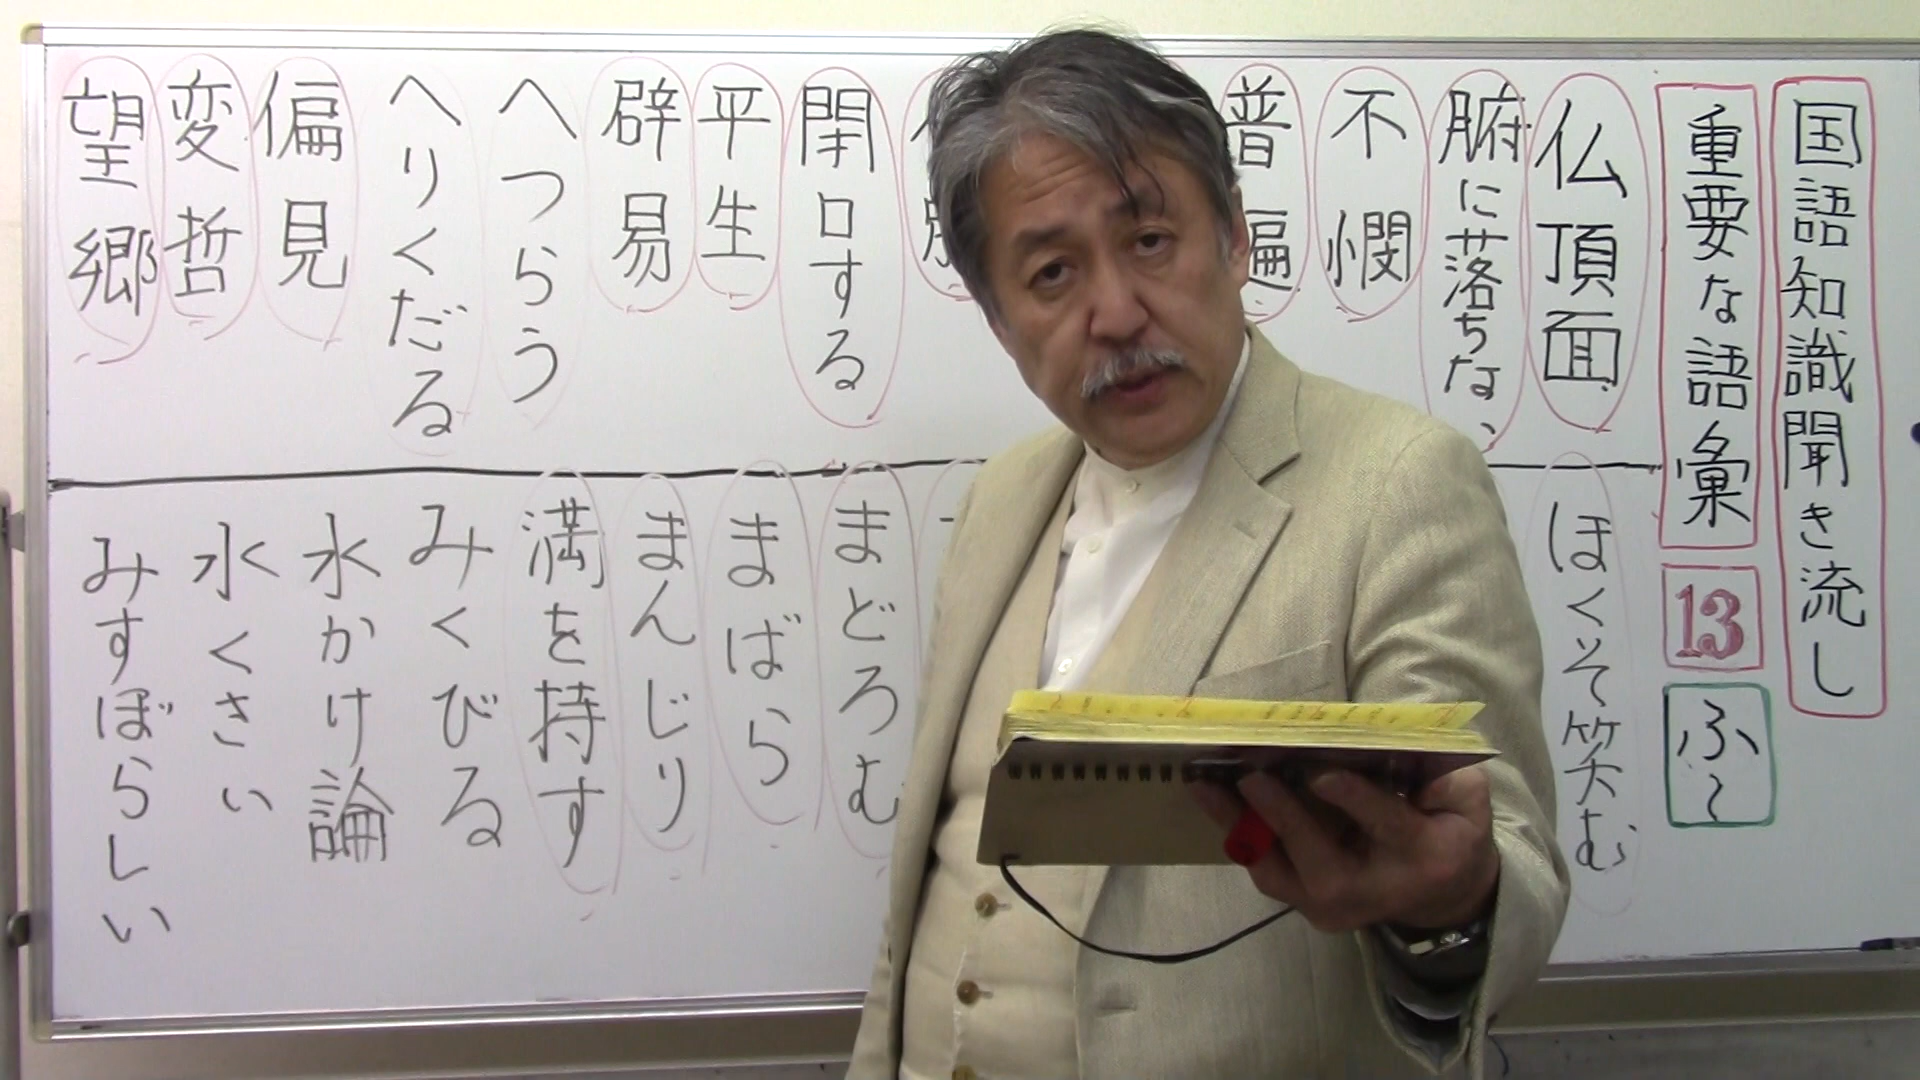 国語知識聞き流し
重要な語彙
13
ふ～
仏頂面
腑に落ちない
不憫
普遍
閉口する
平生
辟易
へつらう
へりくだる
偏見
変哲
望郷
ほくそ笑む
まどろむ
まばら
まんじり
満を持す
みくびる
水かけ論
水くさい
みすぼらしい